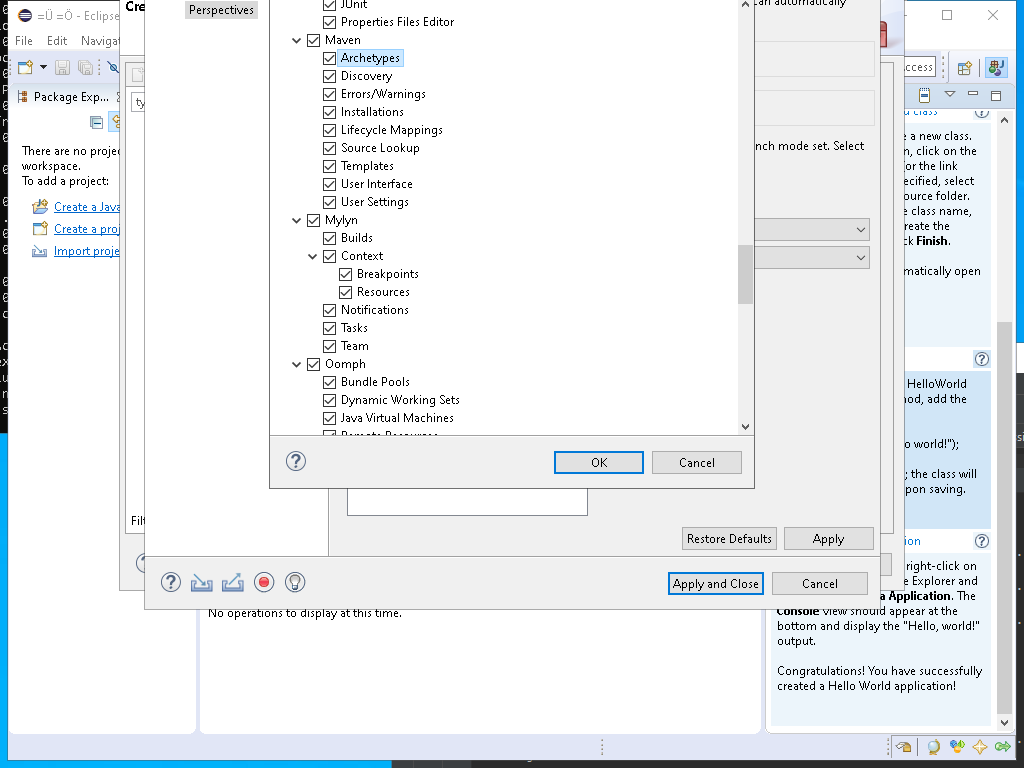 =Ü =Ö - Eclipse
File Edit Naviga
Package Exp...
There are no proje
workspace.
To add a project:
Create a Java
Create a proj
Import proje
Cre
ty
Filt
Perspectives
JUnit
Properties Files Editor
Maven
Archetypes
Discovery
Errors/Warnings
Installations
Lifecycle Mappings
Source Lookup
Templates
User Interface
User Settings
Mylyn
Builds
Context
Breakpoints
Resources
Notifications
Tasks
Team
Oomph
Bundle Pools
Dynamic Working Sets
Java Virtual Machines
OK
Cancel
can automatically
nch mode set. Select
Restore Defaults
Apply
Apply and Close
Cancel
No operations to display at this time.
ccess
e a new class.
n, click on the
or the link
ecified, select
ource folder.
e class name,
reate the
ck Finish.
matically open
HelloWorld
hod, add the
o world!");
; the class will
pon saving.
ion
right-click on
e Explorer and
a Application. The
Console view should appear at the
bottom and display the "Hello, world!"
output.
Congratulations! You have successfully
created a Hello World application!